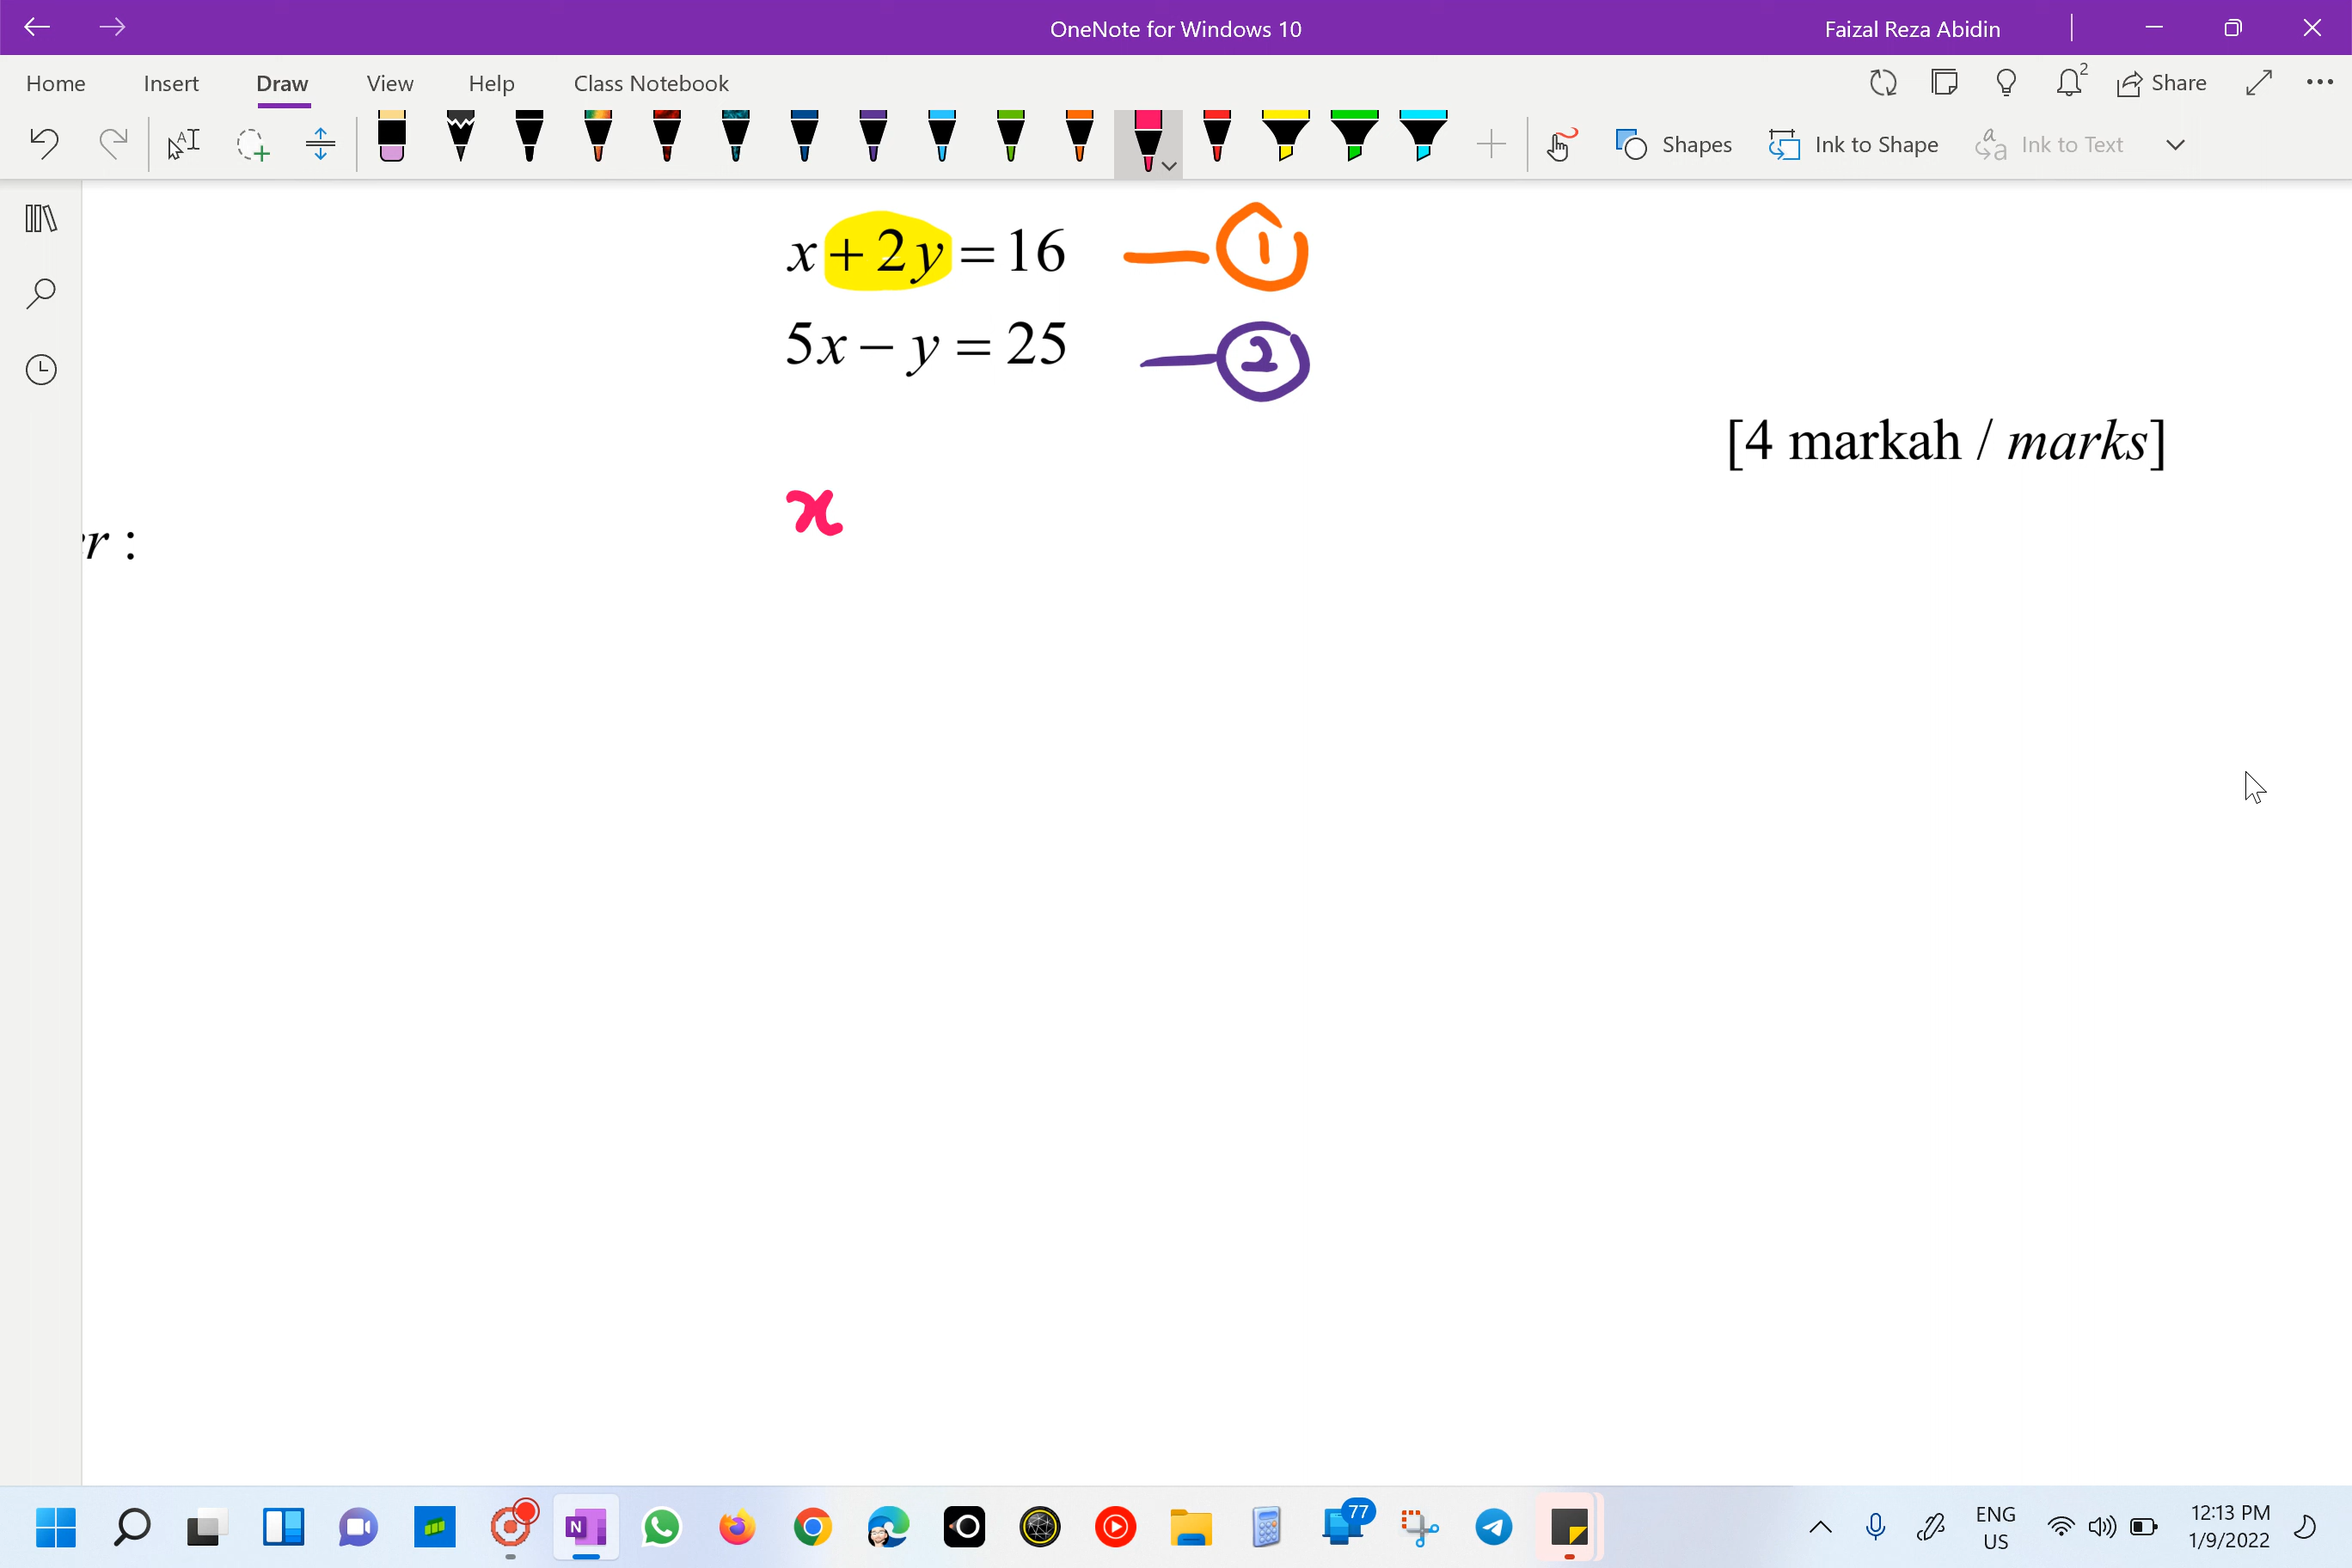 OneNote for Windows 10
Faizal Reza Abidin
Home Insert Draw View Help Class Notebook
2
Share
Shapes
Ink to Shape
Ink to Text
x + 2y = 16 — 1
5x − y = 25 — 2
[4 markah / marks]
x
r :
77
ENG
US
12:13 PM
1/9/2022